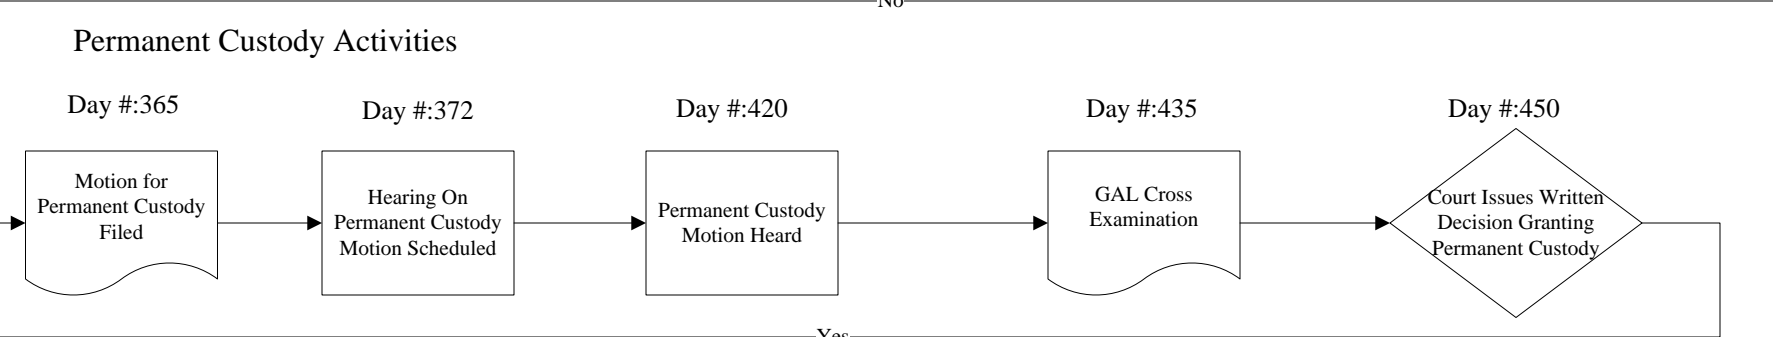 No
Permanent Custody Activities
Day #:365
Day #:372
Day #:420
Day #:435
Day #:450
Motion for
Permanent Custody
Filed
Hearing On
Permanent Custody
Motion Scheduled
Permanent Custody
Motion Heard
GAL Cross
Examination
Court Issues Written
Decision Granting
Permanent Custody
Yes